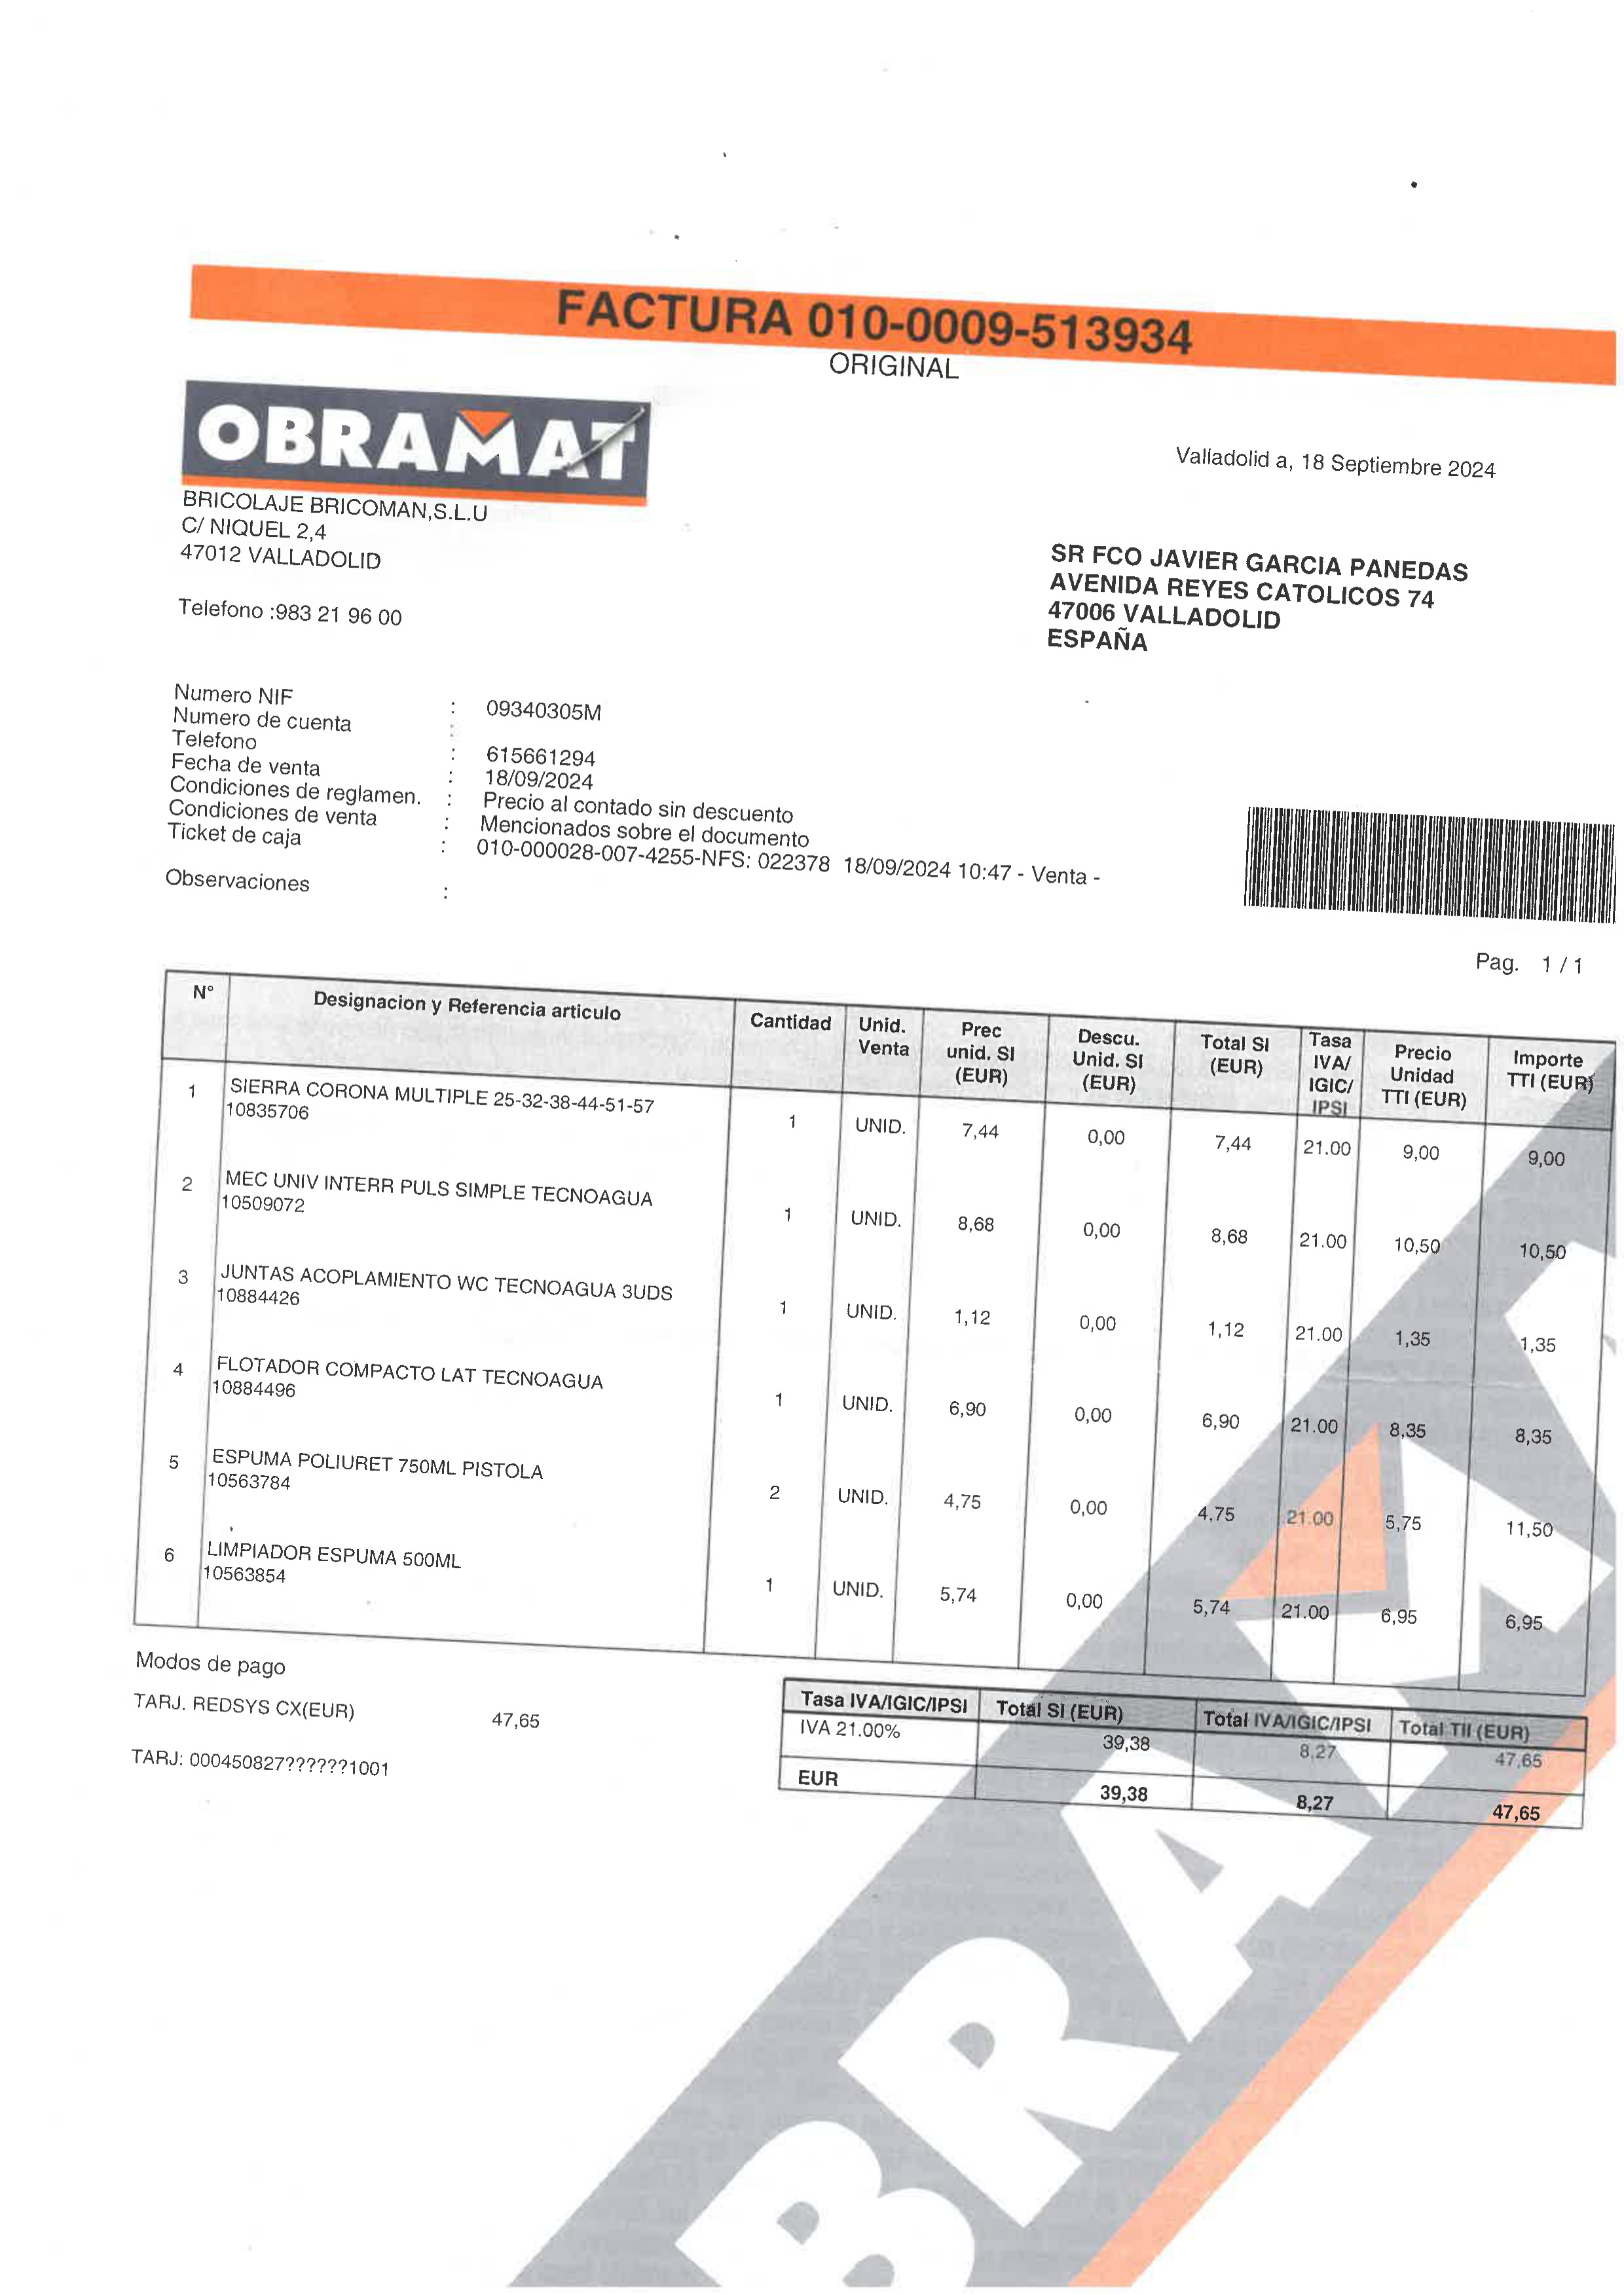 FACTURA 010-0009-513934
ORIGINAL
OBRAMAT
Valladolid a, 18 Septiembre 2024
BRICOLAJE BRICOMAN,S.L.U
C/ NIQUEL 2,4
47012 VALLADOLID
Telefono :983 21 96 00
SR FCO JAVIER GARCIA PANEDAS
AVENIDA REYES CATOLICOS 74
47006 VALLADOLID
ESPAÑA
Numero NIF : 09340305M
Numero de cuenta :
Telefono : 615661294
Fecha de venta : 18/09/2024
Condiciones de reglamen. : Precio al contado sin descuento
Condiciones de venta : Mencionados sobre el documento
Ticket de caja : 010-000028-007-4255-NFS: 022378 18/09/2024 10:47 - Venta -
Observaciones :
Pag. 1 / 1
N° Designacion y Referencia articulo Cantidad Unid. Venta Prec unid. SI (EUR) Descu. Unid. SI (EUR) Total SI (EUR) Tasa IVA/ IGIC/ IPSI Precio Unidad TTI (EUR) Importe TTI (EUR)
1 SIERRA CORONA MULTIPLE 25-32-38-44-51-57 1 UNID. 7,44 0,00 7,44 21.00 9,00 9,00
10835706
2 MEC UNIV INTERR PULS SIMPLE TECNOAGUA 1 UNID. 8,68 0,00 8,68 21.00 10,50 10,50
10509072
3 JUNTAS ACOPLAMIENTO WC TECNOAGUA 3UDS 1 UNID. 1,12 0,00 1,12 21.00 1,35 1,35
10884426
4 FLOTADOR COMPACTO LAT TECNOAGUA 1 UNID. 6,90 0,00 6,90 21.00 8,35 8,35
10884496
5 ESPUMA POLIURET 750ML PISTOLA 2 UNID. 4,75 0,00 4,75 21.00 5,75 11,50
10563784
6 LIMPIADOR ESPUMA 500ML 1 UNID. 5,74 0,00 5,74 21.00 6,95 6,95
10563854
Modos de pago
TARJ. REDSYS CX(EUR) 47,65
TARJ: 000450827??????1001
Tasa IVA/IGIC/IPSI Total SI (EUR) Total IVA/IGIC/IPSI Total TII (EUR)
IVA 21.00% 39,38 8,27 47,65
EUR 39,38 8,27 47,65